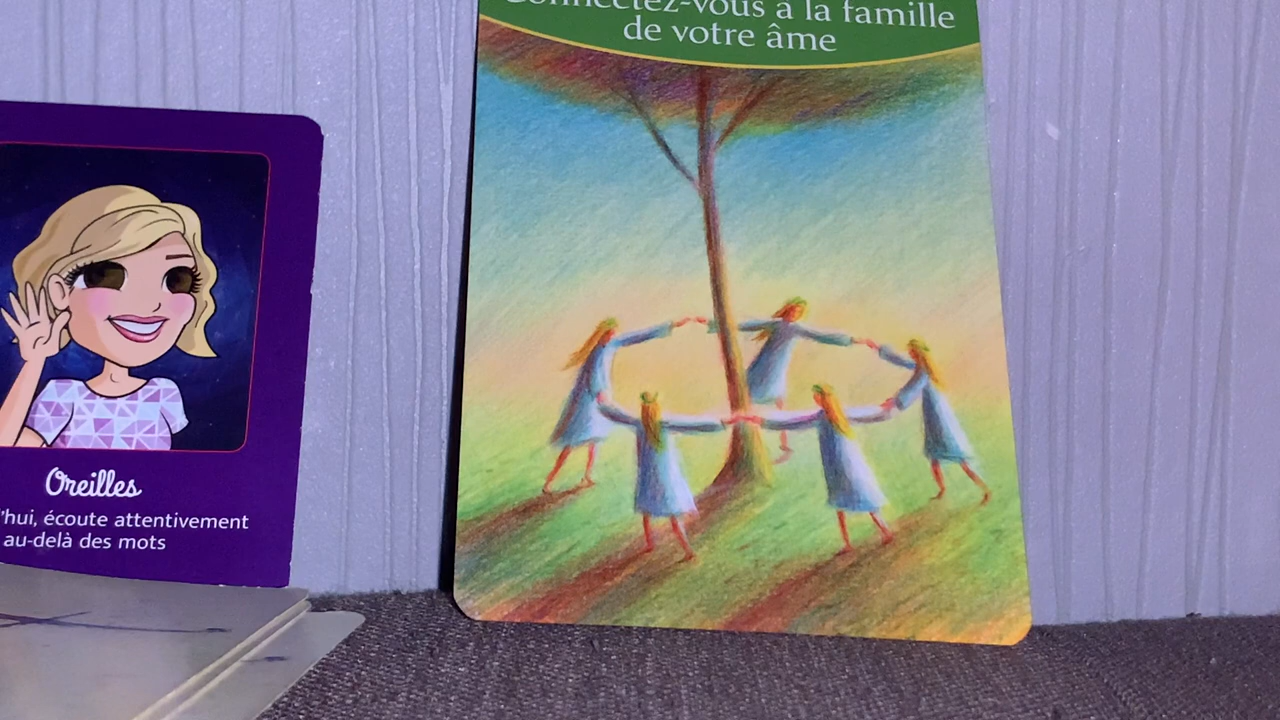 Connectez-vous à la famille
de votre âme
Oreilles
'hui, écoute attentivement
au-delà des mots